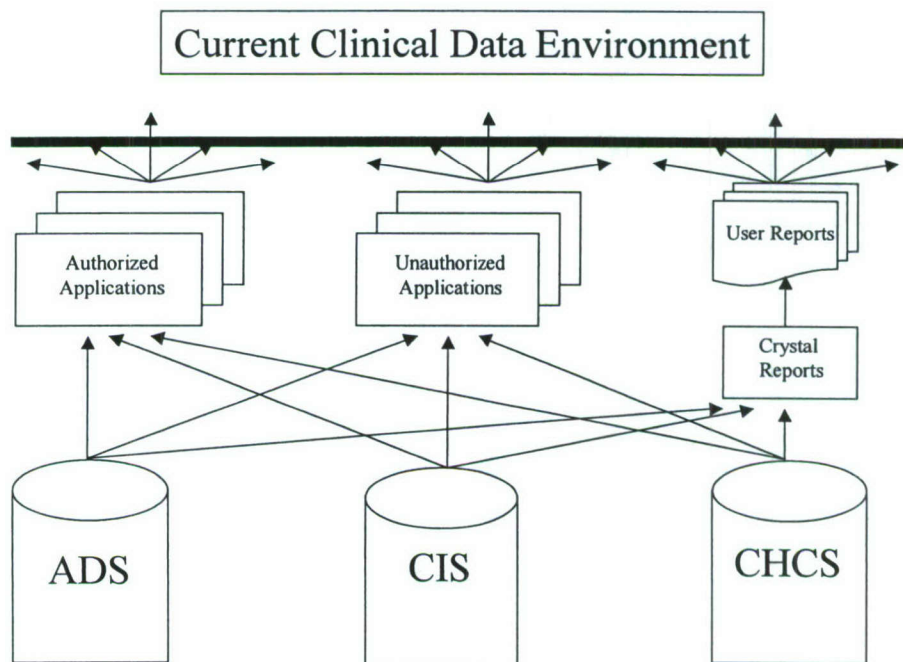 Current Clinical Data Environment
Authorized
Applications
Unauthorized
Applications
User Reports
Crystal
Reports
ADS
CIS
CHCS